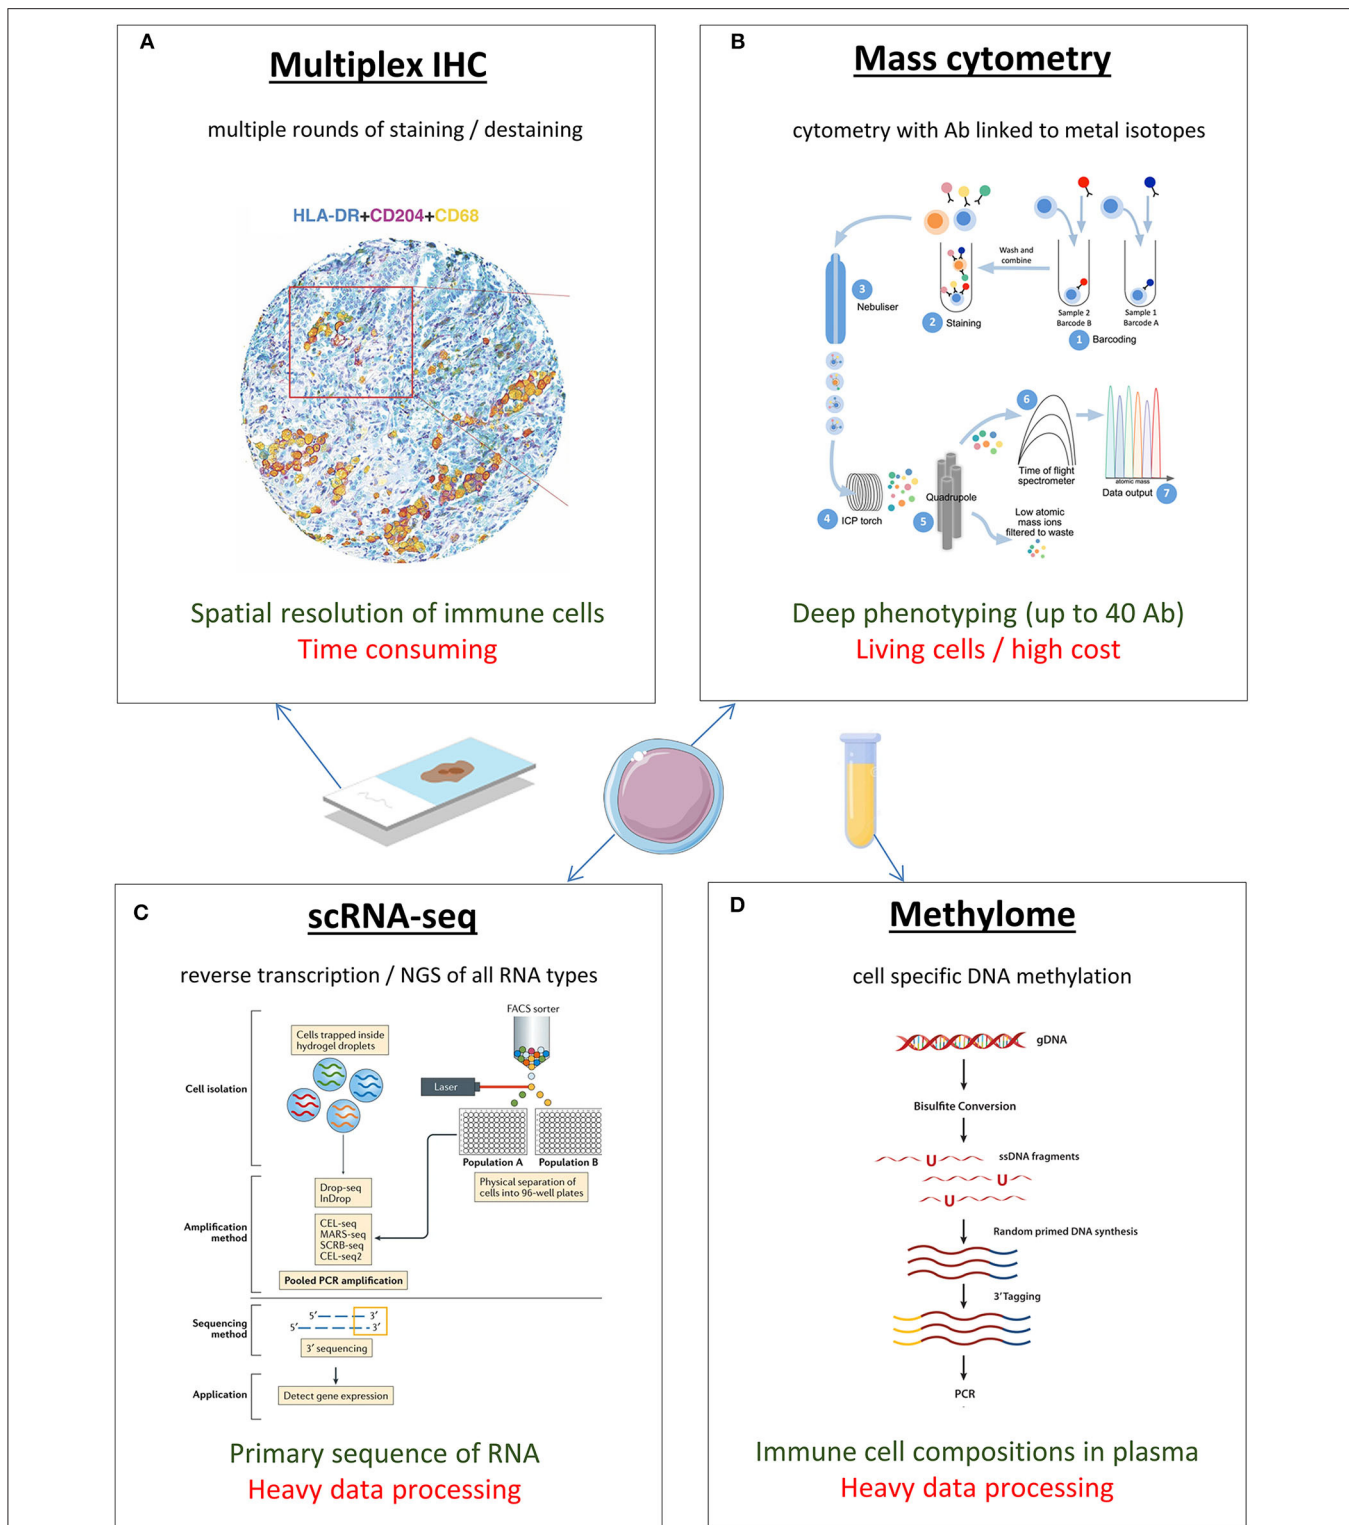 A
Multiplex IHC
multiple rounds of staining / destaining
HLA-DR+CD204+CD68
Spatial resolution of immune cells
Time consuming
B
Mass cytometry
cytometry with Ab linked to metal isotopes
Wash and
combine
3
Nebuliser
2 Staining
Sample 2
Barcode B
Sample 1
Barcode A
1 Barcoding
6
Time of flight
spectrometer
atomic mass
Data output 7
4 ICP torch
5
Quadrupole
Low atomic
mass ions
filtered to waste
Deep phenotyping (up to 40 Ab)
Living cells / high cost
C
scRNA-seq
reverse transcription / NGS of all RNA types
FACS sorter
Cells trapped inside
hydrogel droplets
Cell isolation
Laser
Population A
Population B
Physical separation of
cells into 96-well plates
Drop-seq
InDrop
Amplification
method
CEL-seq
MARS-seq
SCRB-seq
CEL-seq2
Pooled PCR amplification
Sequencing
method
5′ 3′
5′ 3′
3′ sequencing
Application
Detect gene expression
Primary sequence of RNA
Heavy data processing
D
Methylome
cell specific DNA methylation
gDNA
Bisulfite Conversion
U
ssDNA fragments
U
U
Random primed DNA synthesis
3′Tagging
PCR
Immune cell compositions in plasma
Heavy data processing